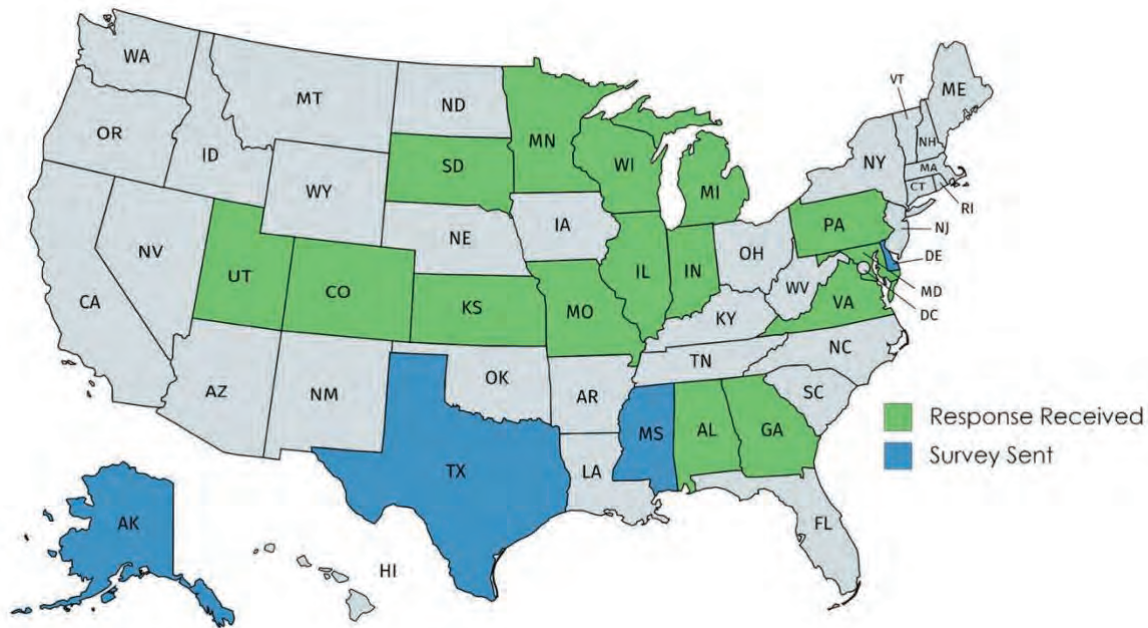 WA
OR
CA
ID
NV
MT
WY
UT
AZ
CO
NM
ND
SD
NE
KS
OK
TX
MN
IA
MO
AR
LA
WI
IL
MI
IN
OH
KY
TN
MS
AL
GA
FL
SC
NC
VA
WV
PA
NY
VT
NH
ME
MA
CT
RI
NJ
DE
MD
DC
AK
HI
Response Received
Survey Sent